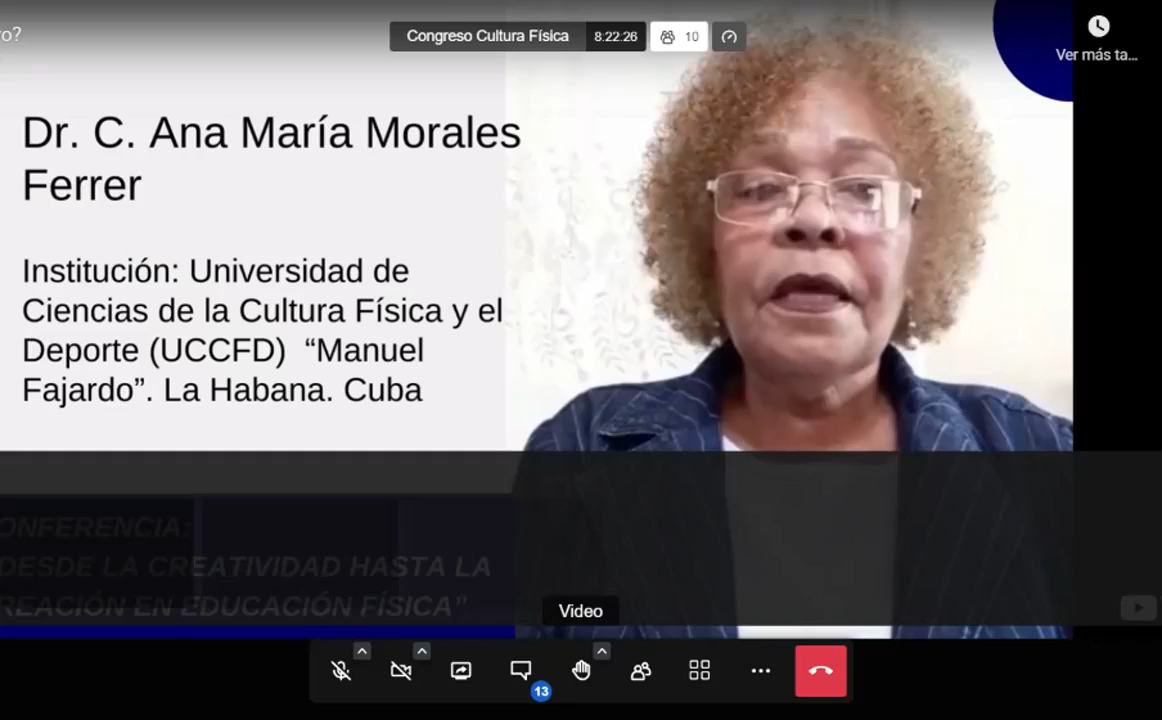 o?
Congreso Cultura Física 8:22:26 10
Ver más ta...
Dr. C. Ana María Morales
Ferrer
Institución: Universidad de
Ciencias de la Cultura Física y el
Deporte (UCCFD) “Manuel
Fajardo”. La Habana. Cuba
ONFERENCIA:
DESDE LA CREATIVIDAD HASTA LA
REACIÓN EN EDUCACIÓN FÍSICA”
Video
13